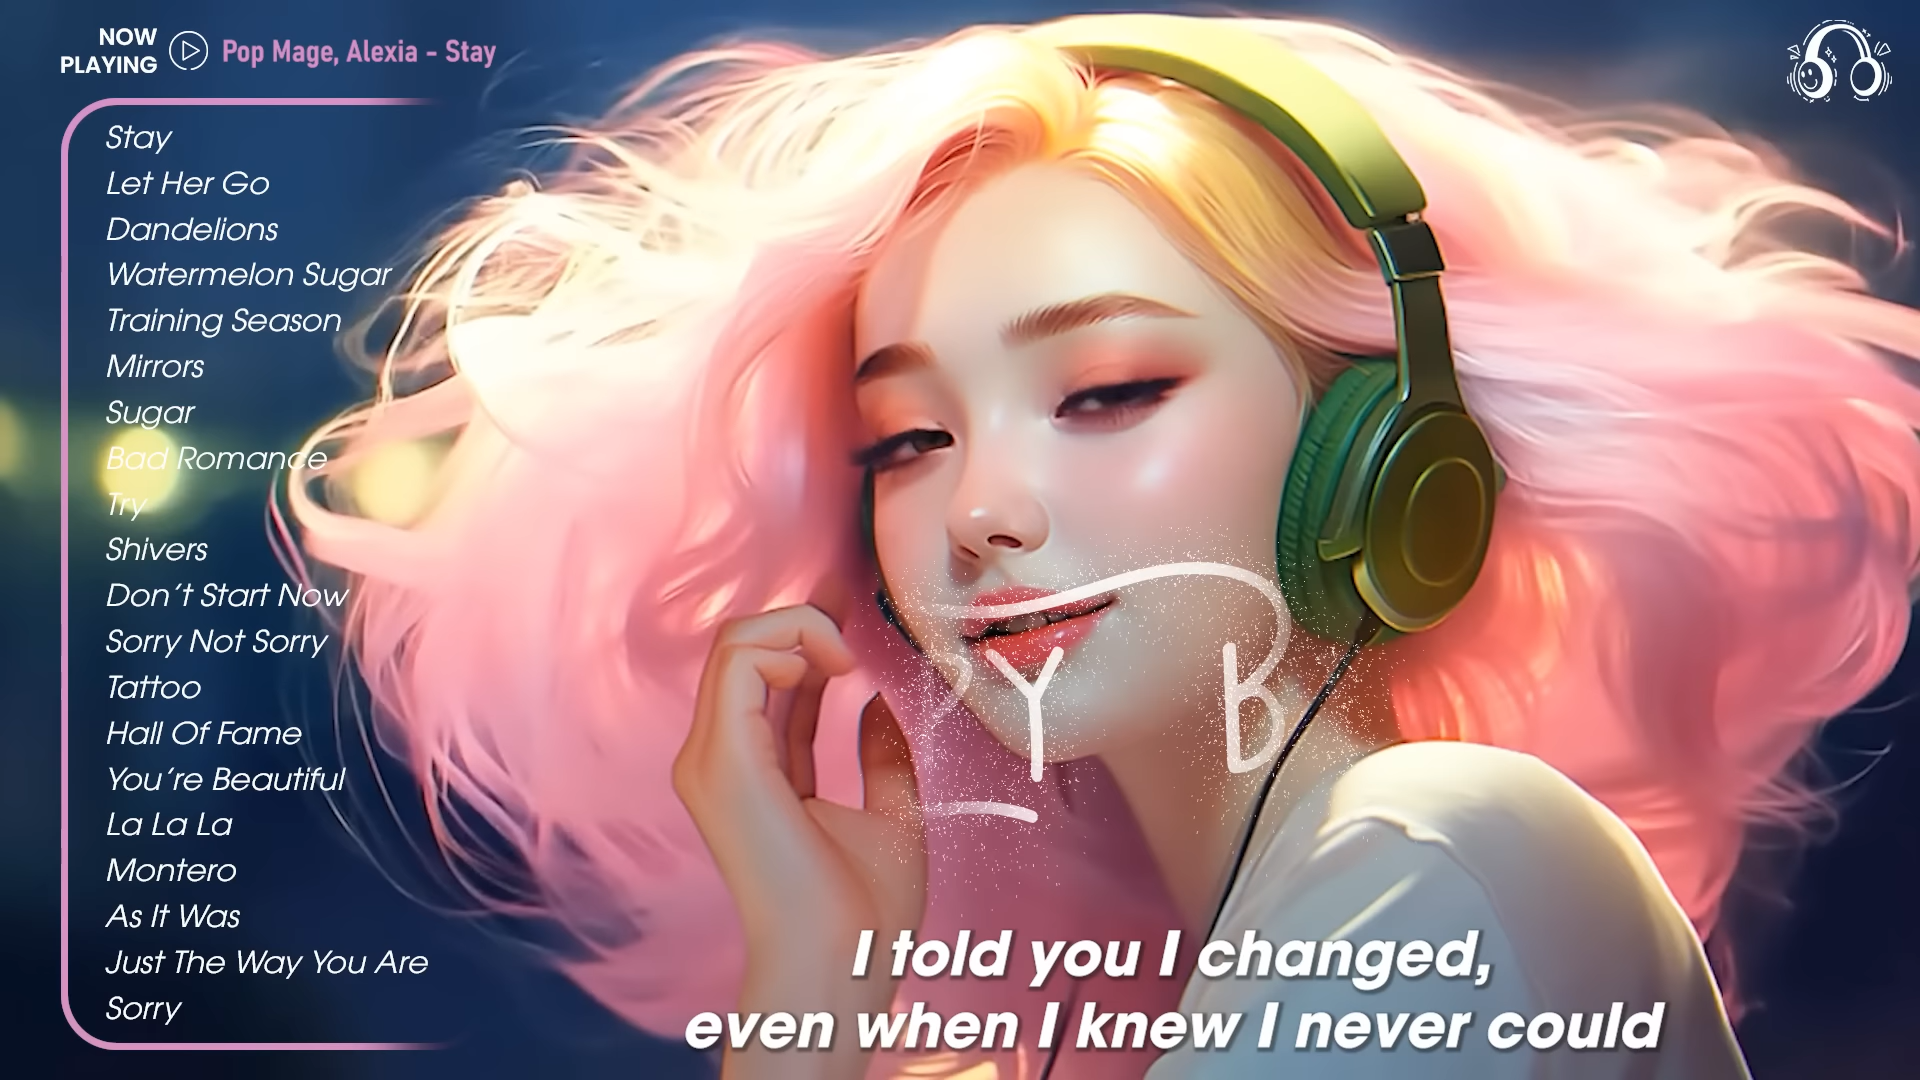 NOW
PLAYING
Pop Mage, Alexia - Stay
Stay
Let Her Go
Dandelions
Watermelon Sugar
Training Season
Mirrors
Sugar
Bad Romance
Try
Shivers
Don't Start Now
Sorry Not Sorry
Tattoo
Hall Of Fame
You're Beautiful
La La La
Montero
As It Was
Just The Way You Are
Sorry
I told you I changed,
even when I knew I never could